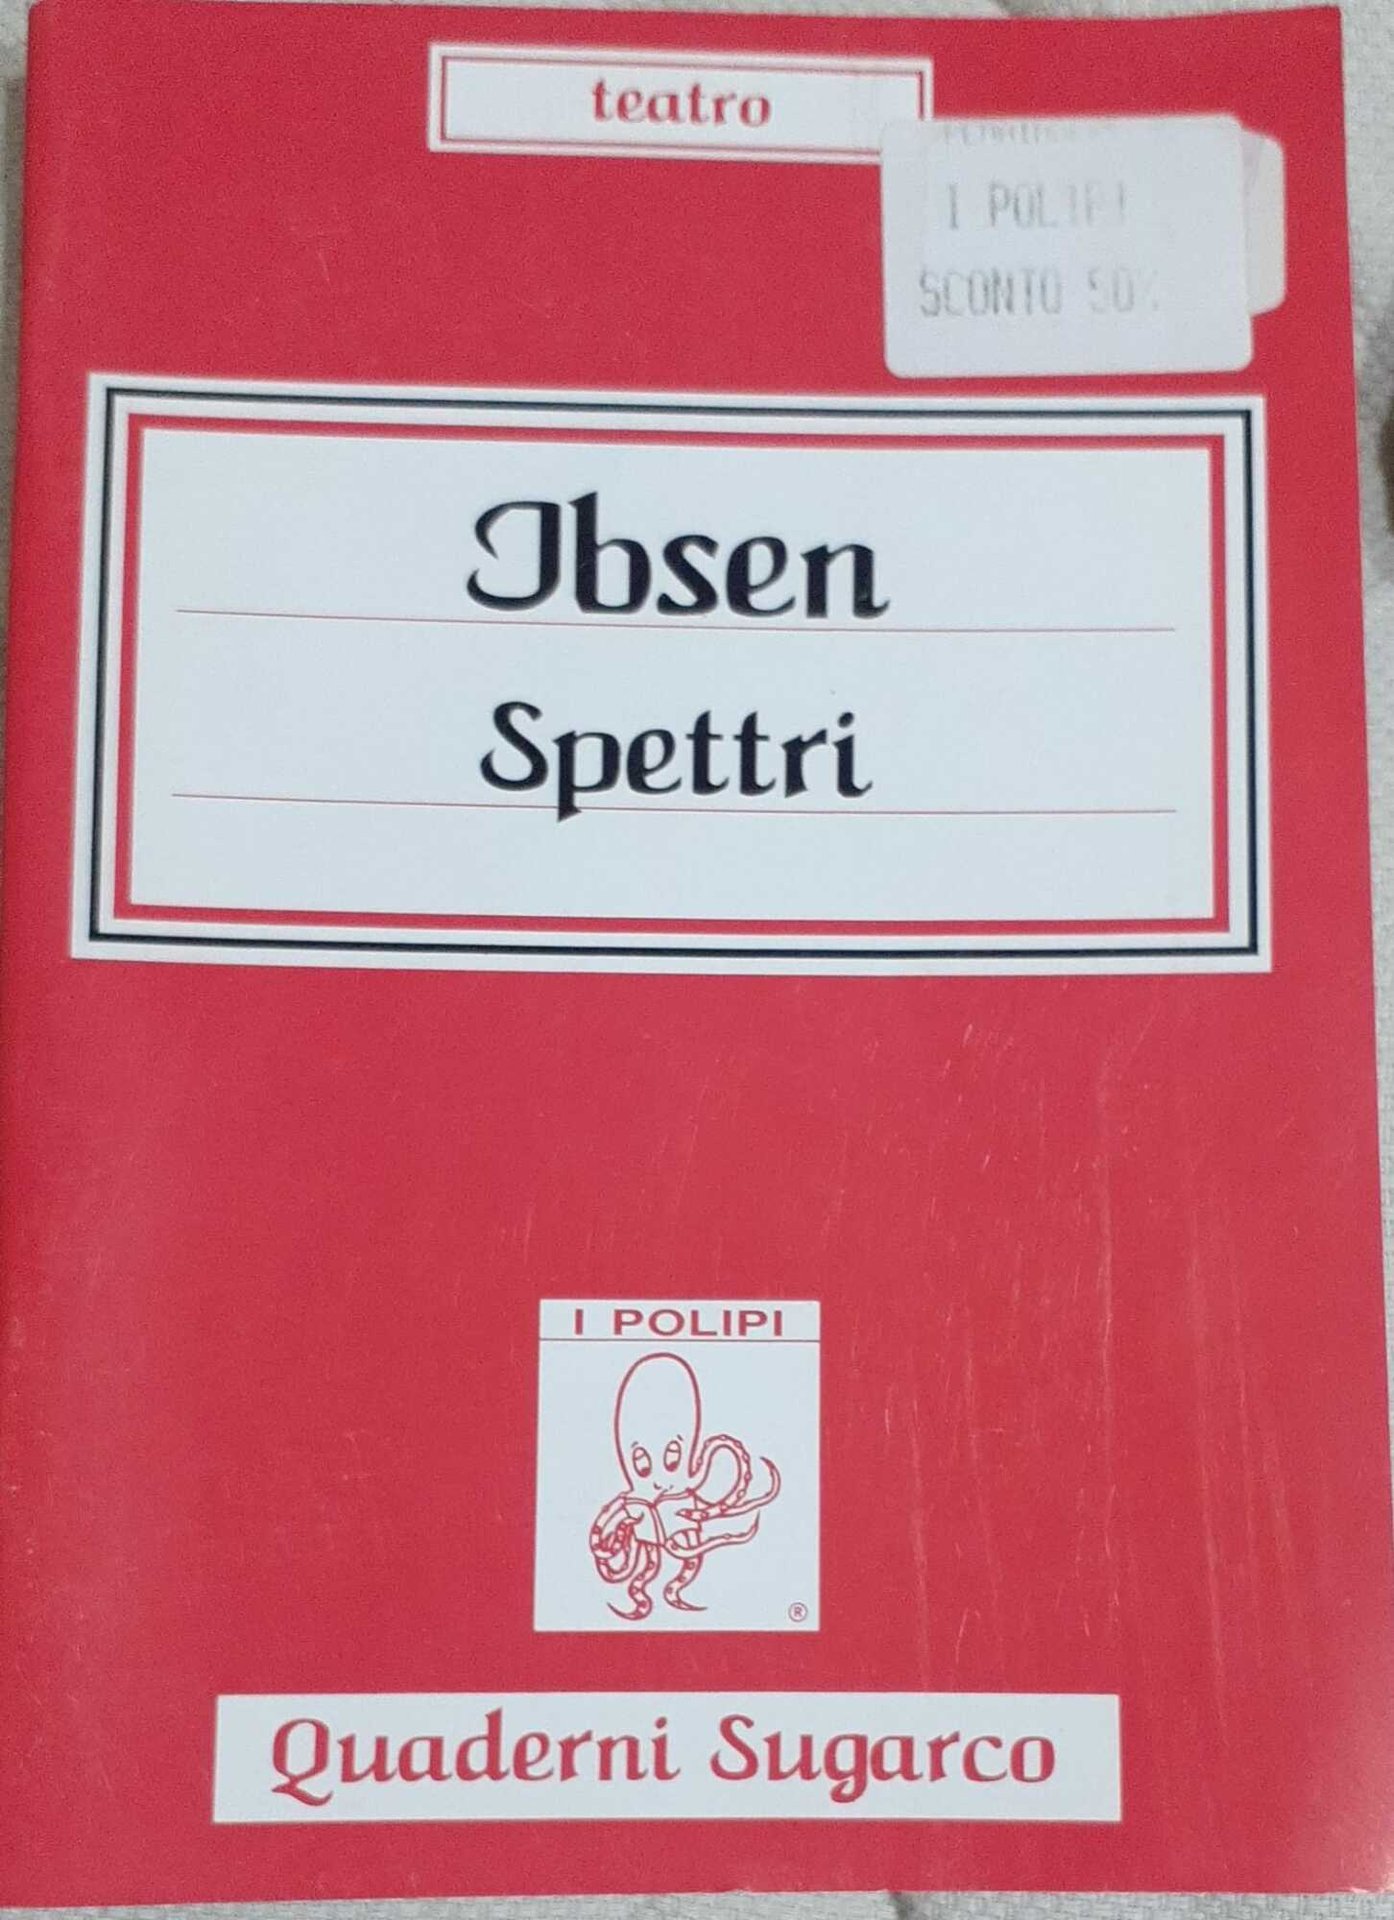 teatro
I POLIPI
SCONTO 50%
Ibsen
Spettri
I POLIPI
®
Quaderni Sugarco